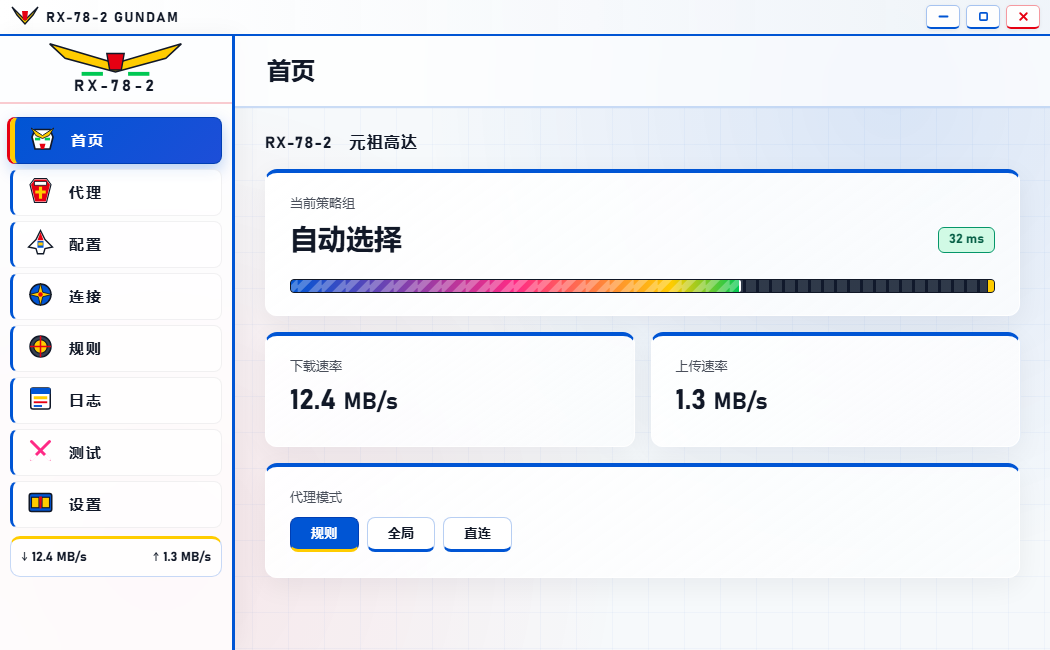 RX-78-2 GUNDAM
RX-78-2
首页
代理
配置
连接
规则
日志
测试
设置
↓ 12.4 MB/s
↑ 1.3 MB/s
首页
RX-78-2 元祖高达
当前策略组
自动选择
32 ms
下载速率
12.4 MB/s
上传速率
1.3 MB/s
代理模式
规则
全局
直连